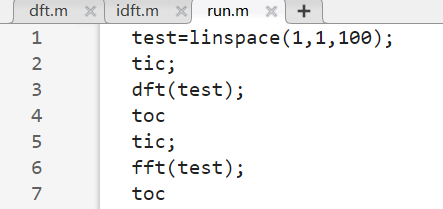 dft.m × idft.m × run.m × +
1 test=linspace(1,1,100);
2 tic;
3 dft(test);
4 toc
5 tic;
6 fft(test);
7 toc